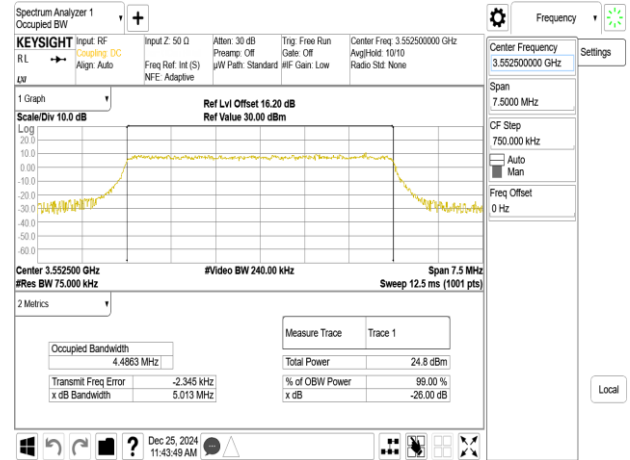 Spectrum Analyzer 1
Occupied BW
Frequency
KEYSIGHT
RL
LXI
Input: RF
Coupling: DC
Align: Auto
Input Z: 50 Ω
Freq Ref: Int (S)
NFE: Adaptive
Atten: 30 dB
Preamp: Off
µW Path: Standard
Trig: Free Run
Gate: Off
#IF Gain: Low
Center Freq: 3.552500000 GHz
Avg|Hold: 10/10
Radio Std: None
Center Frequency
3.552500000 GHz
Settings
Span
7.5000 MHz
CF Step
750.000 kHz
Auto
Man
Freq Offset
0 Hz
Local
1 Graph
Scale/Div 10.0 dB
Ref Lvl Offset 16.20 dB
Ref Value 30.00 dBm
Log
20.0
10.0
0.00
-10.0
-20.0
-30.0
-40.0
-50.0
-60.0
Center 3.552500 GHz
#Video BW 240.00 kHz
Span 7.5 MHz
#Res BW 75.000 kHz
Sweep 12.5 ms (1001 pts)
2 Metrics
Measure Trace Trace 1
Occupied Bandwidth
4.4863 MHz
Total Power 24.8 dBm
Transmit Freq Error -2.345 kHz
% of OBW Power 99.00 %
x dB Bandwidth 5.013 MHz
x dB -26.00 dB
?
Dec 25, 2024
11:43:49 AM